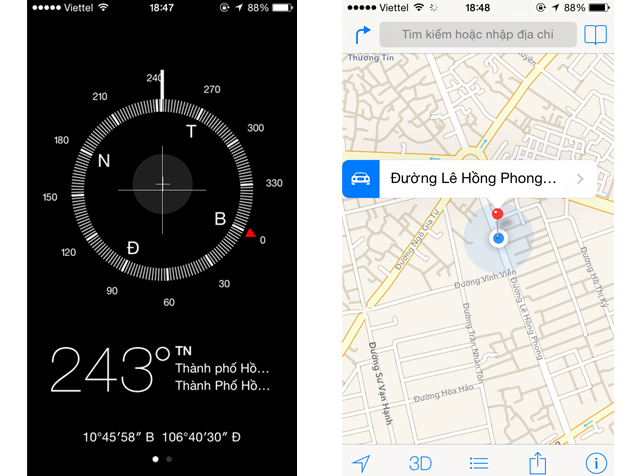 Viettel 18:47 88%
240
210
270
180
300
150
330
120
0
90
30
60
T
N
B
Đ
243°
TN
Thành phố Hồ...
Thành Phố Hồ...
10°45′58″ B 106°40′30″ Đ
Viettel 18:48 88%
Tìm kiếm hoặc nhập địa chỉ
Thượng Tin
Đường Lê Hồng Phong...
Đường Ngô Gia Tự
Đường Vĩnh Viễn
Đường Hồ Thị Kỷ
Đường Lê Hồng Phong
Đường Trần Nhân Tôn
Đường Sư Vạn Hạnh
Đường Hòa Hảo
3D